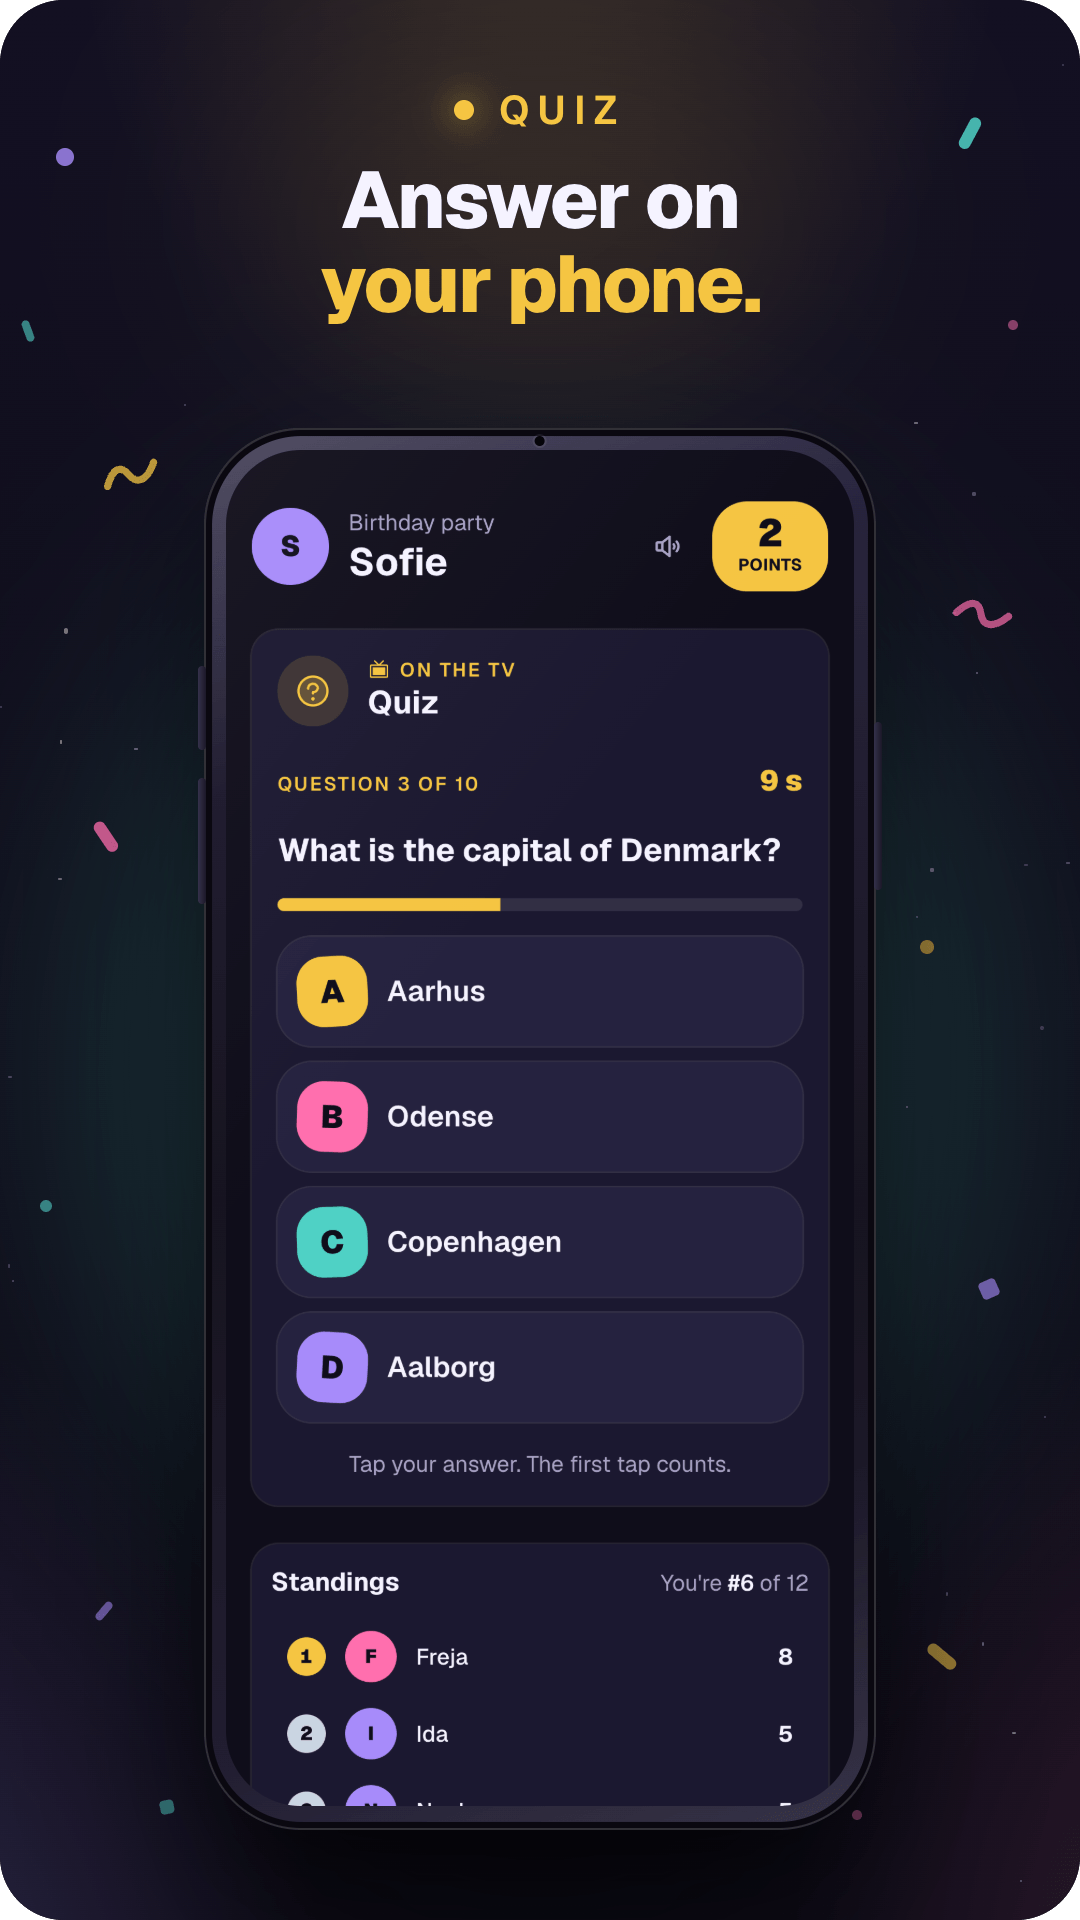 QUIZ
Answer on
your phone.
S
Birthday party
Sofie
2
POINTS
ON THE TV
Quiz
QUESTION 3 OF 10
9 s
What is the capital of Denmark?
A
Aarhus
B
Odense
C
Copenhagen
D
Aalborg
Tap your answer. The first tap counts.
Standings
You're #6 of 12
1
F
Freja
8
2
I
Ida
5